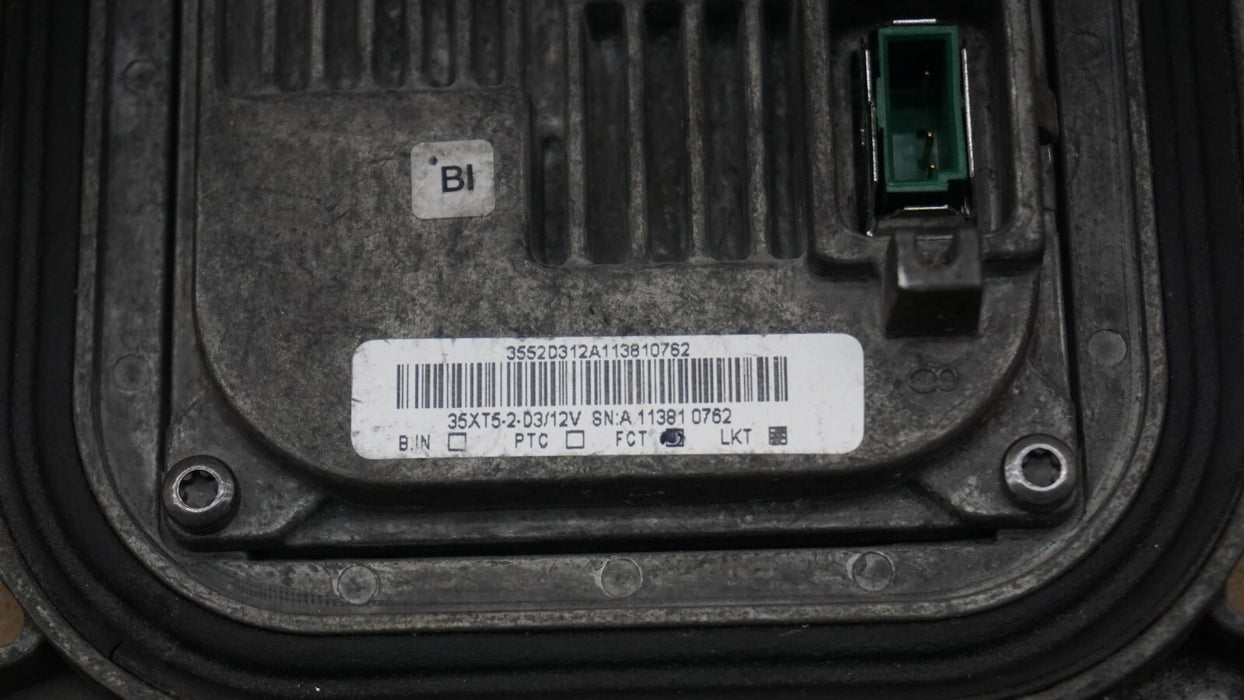 BI
3552D312A113810762
35XT5-2-D3/12V SN:A 11381 0762
B.IN PTC FCT LKT